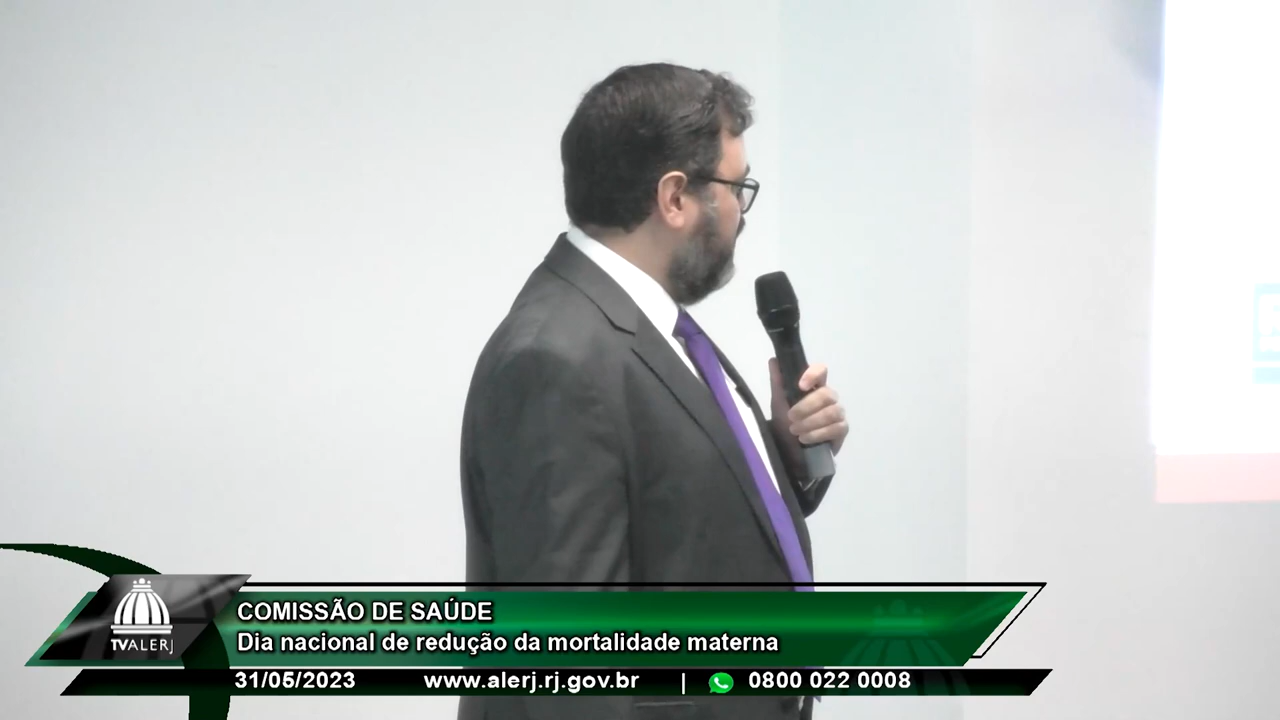 COMISSÃO DE SAÚDE
TVALERJ
Dia nacional de redução da mortalidade materna
31/05/2023 www.alerj.rj.gov.br | 0800 022 0008